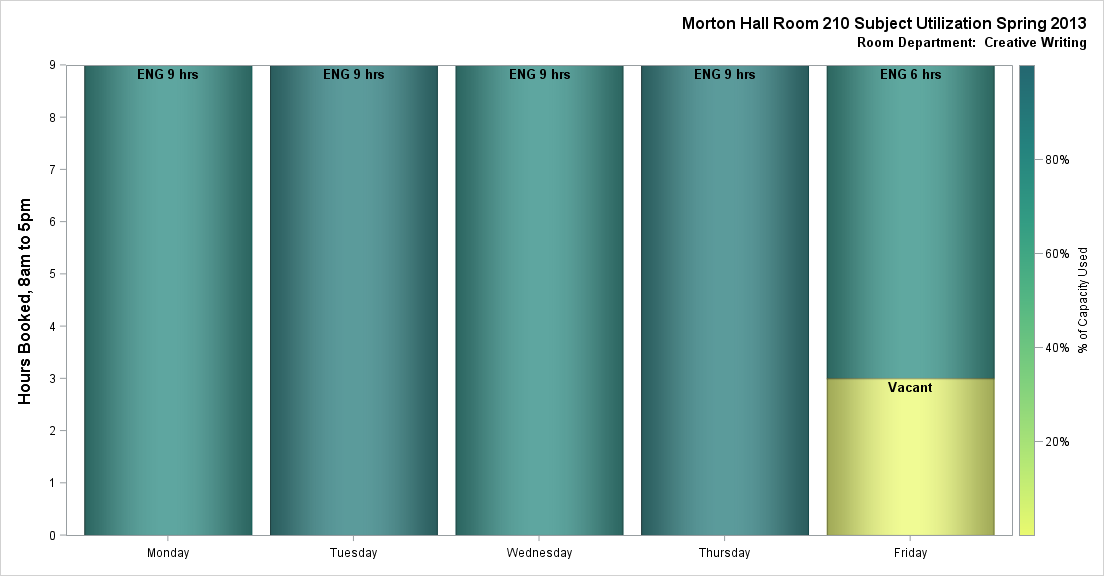 Morton Hall Room 210 Subject Utilization Spring 2013
Room Department:  Creative Writing
Hours Booked, 8am to 5pm
9
8
7
6
5
4
3
2
1
0
ENG 9 hrs
ENG 9 hrs
ENG 9 hrs
ENG 9 hrs
ENG 6 hrs
Vacant
Monday
Tuesday
Wednesday
Thursday
Friday
80%
60%
40%
20%
% of Capacity Used